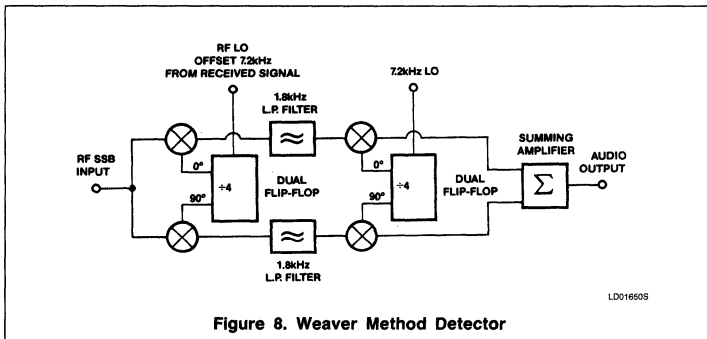 RF LO
OFFSET 7.2kHz
FROM RECEIVED SIGNAL
7.2kHz LO
1.8kHz
L.P. FILTER
SUMMING
AMPLIFIER
AUDIO
OUTPUT
RF SSB
INPUT
0°
90°
÷4
DUAL
FLIP-FLOP
0°
90°
÷4
DUAL
FLIP-FLOP
Σ
1.8kHz
L.P. FILTER
LD01650S
Figure 8. Weaver Method Detector